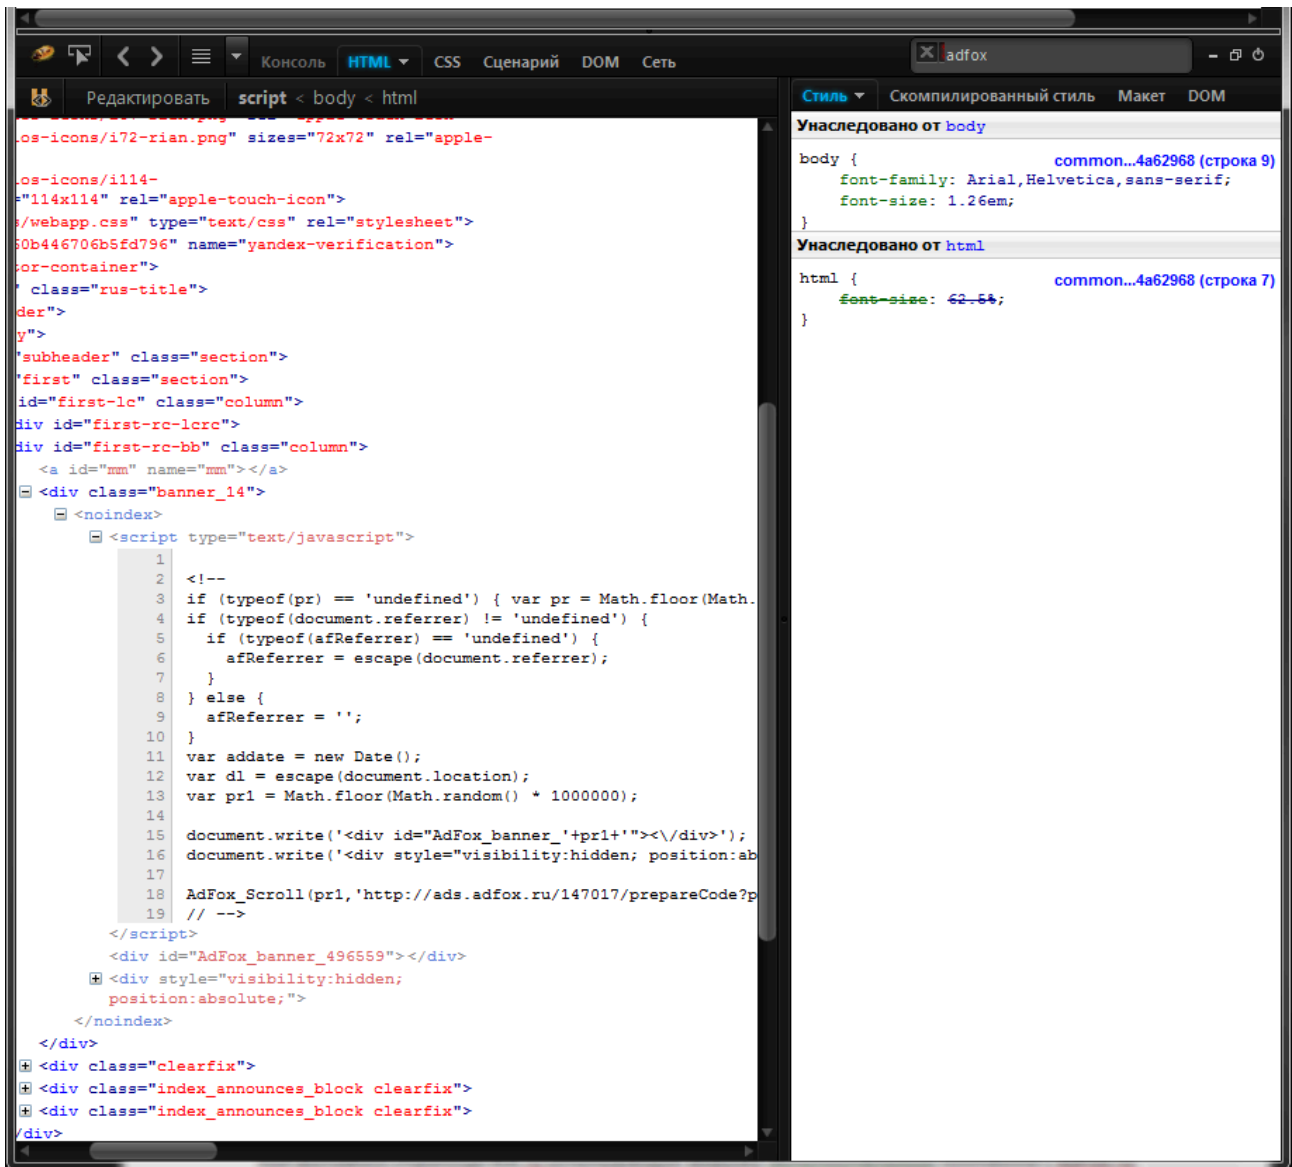 Консоль HTML CSS Сценарий DOM Сеть
adfox
Редактировать script < body < html
Стиль Скомпилированный стиль Макет DOM
.os-icons/i72-rian.png" sizes="72x72" rel="apple-
.os-icons/i114-
="114x114" rel="apple-touch-icon">
s/webapp.css" type="text/css" rel="stylesheet">
50b446706b5fd796" name="yandex-verification">
tor-container">
" class="rus-title">
der">
y">
"subheader" class="section">
"first" class="section">
id="first-lc" class="column">
div id="first-rc-lcrc">
div id="first-rc-bb" class="column">
<a id="mm" name="mm"></a>
<div class="banner_14">
<noindex>
<script type="text/javascript">
1
2 <!--
3 if (typeof(pr) == 'undefined') { var pr = Math.floor(Math.
4 if (typeof(document.referrer) != 'undefined') {
5 if (typeof(afReferrer) == 'undefined') {
6 afReferrer = escape(document.referrer);
7 }
8 } else {
9 afReferrer = '';
10 }
11 var addate = new Date();
12 var dl = escape(document.location);
13 var pr1 = Math.floor(Math.random() * 1000000);
14
15 document.write('<div id="AdFox_banner_'+pr1+'"><\/div>');
16 document.write('<div style="visibility:hidden; position:ab
17
18 AdFox_Scroll(pr1,'http://ads.adfox.ru/147017/prepareCode?p
19 // -->
</script>
<div id="AdFox_banner_496559"></div>
<div style="visibility:hidden;
position:absolute;">
</noindex>
</div>
<div class="clearfix">
<div class="index_announces_block clearfix">
<div class="index_announces_block clearfix">
/div>
Унаследовано от body
body { common...4a62968 (строка 9)
font-family: Arial,Helvetica,sans-serif;
font-size: 1.26em;
}
Унаследовано от html
html { common...4a62968 (строка 7)
font-size: 62.5%;
}